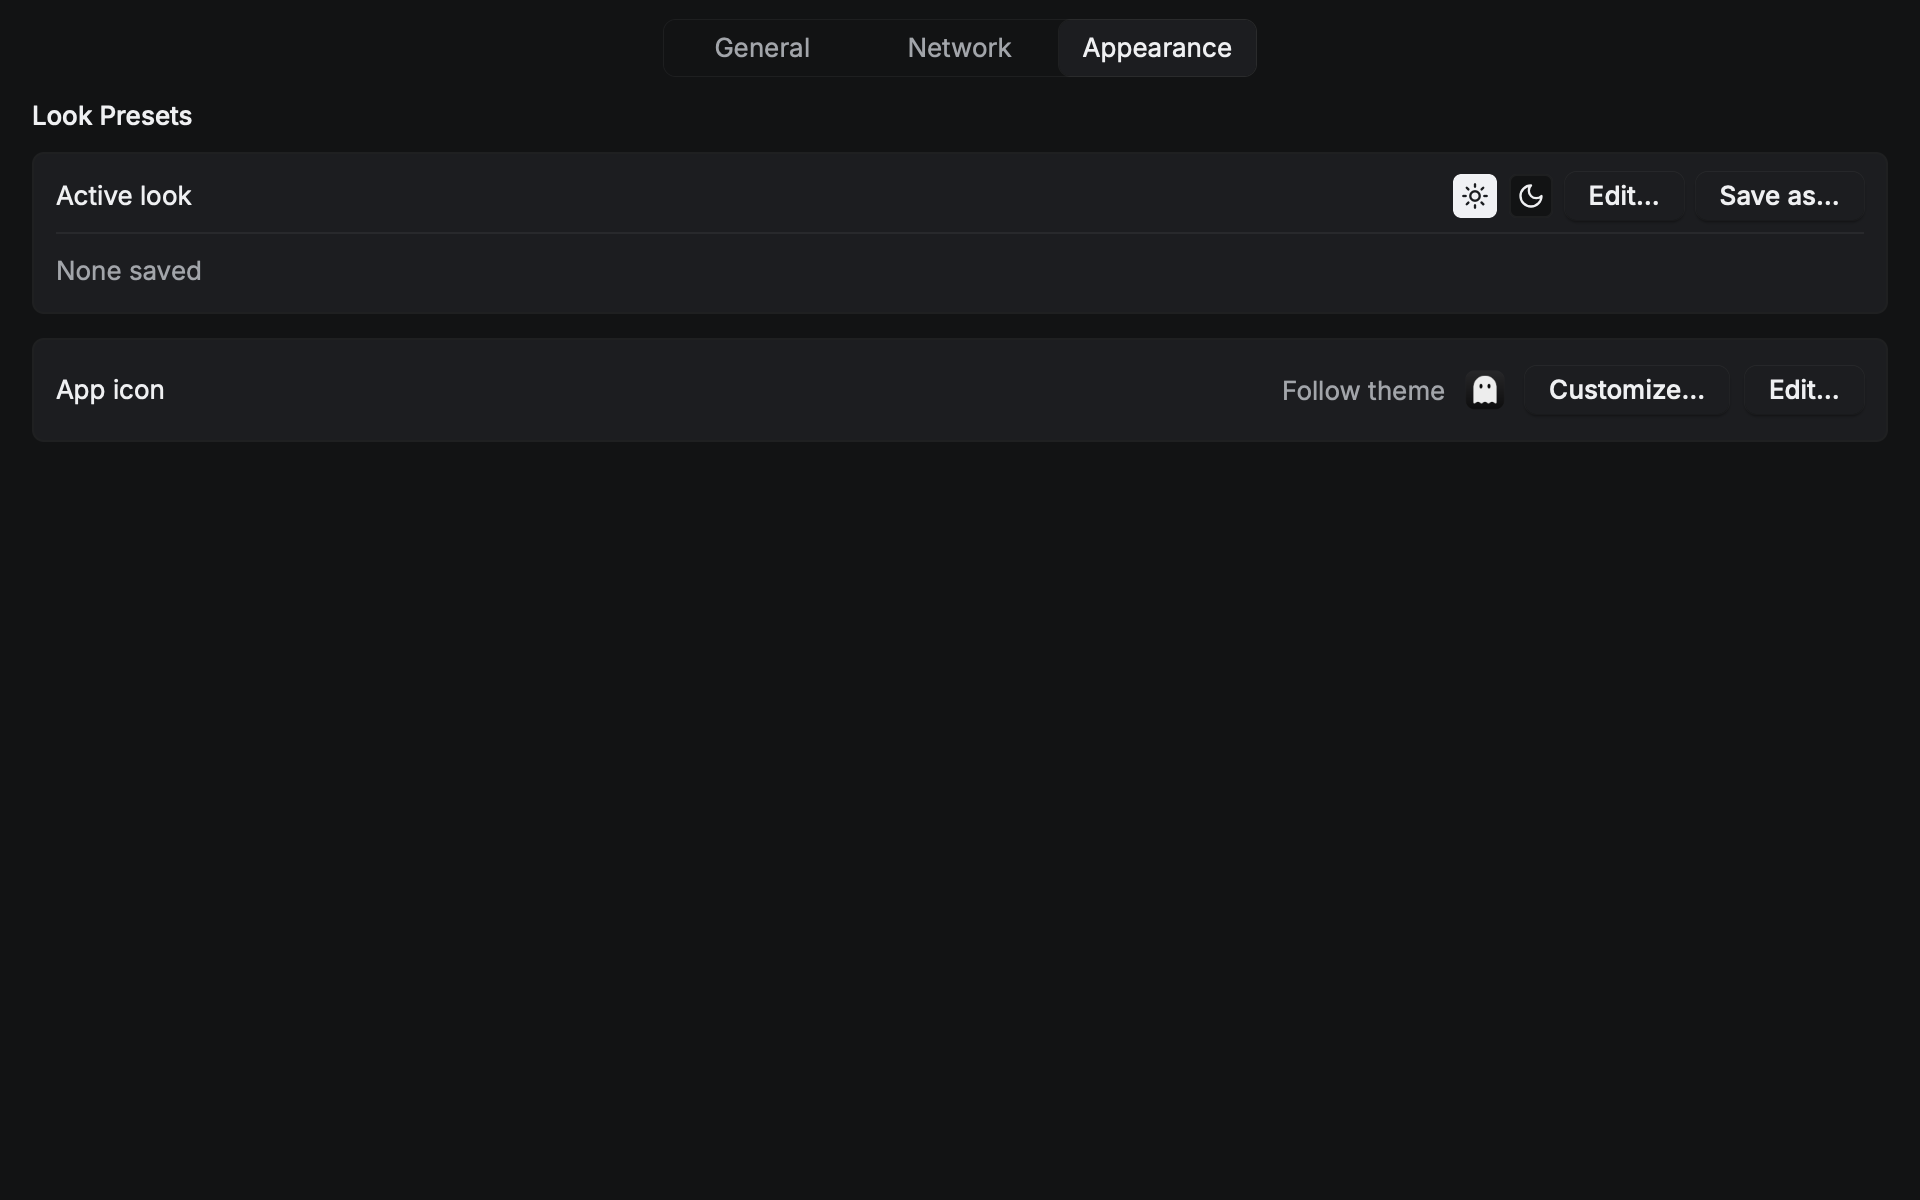 General Network Appearance
Look Presets
Active look Edit... Save as...
None saved
App icon Follow theme Customize... Edit...